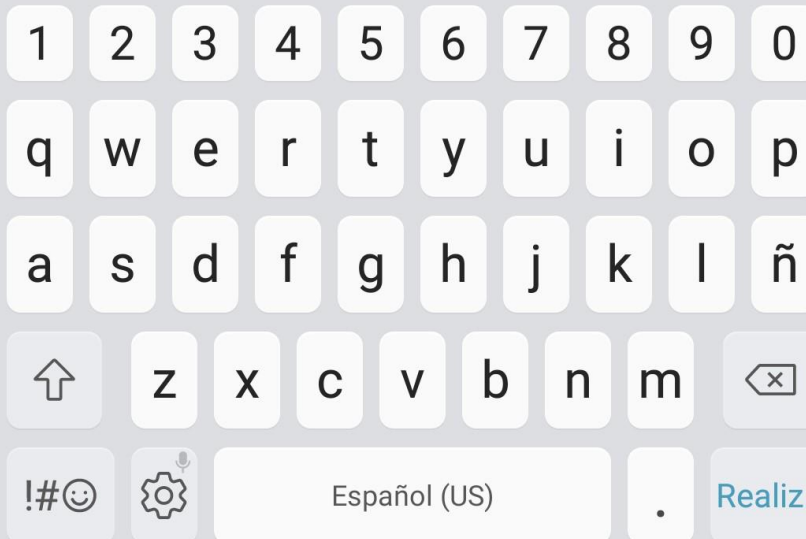 1 2 3 4 5 6 7 8 9 0
q w e r t y u i o p
a s d f g h j k l ñ
z x c v b n m
!#☺ Español (US) . Realiz